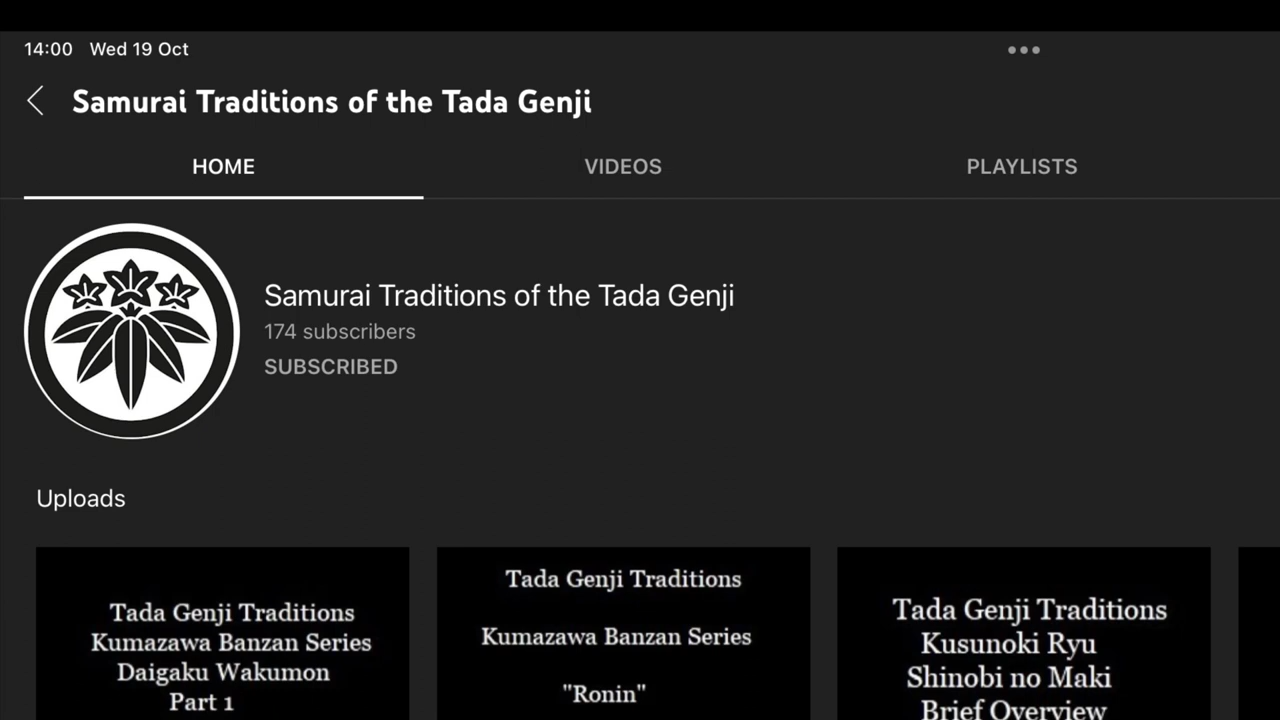 14:00 Wed 19 Oct
Samurai Traditions of the Tada Genji
HOME VIDEOS PLAYLISTS
Samurai Traditions of the Tada Genji
174 subscribers
SUBSCRIBED
Uploads
Tada Genji Traditions
Kumazawa Banzan Series
Daigaku Wakumon
Part 1
Tada Genji Traditions
Kumazawa Banzan Series
"Ronin"
Tada Genji Traditions
Kusunoki Ryu
Shinobi no Maki
Brief Overview